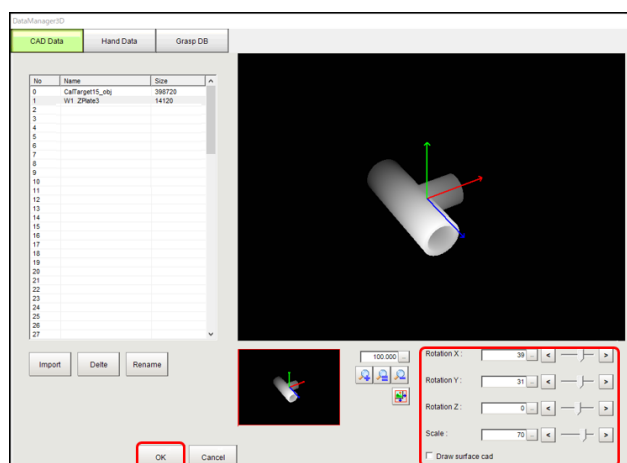 DataManager3D
CAD Data Hand Data Grasp DB
No Name Size
0 CalTarget15_obj 398720
1 W1_ZPlate3 14120
2
3
4
5
6
7
8
9
10
11
12
13
14
15
16
17
18
19
20
21
22
23
24
25
26
27
Import Delte Rename
100.000 ...
Rotation X : 39 ... < >
Rotation Y : 31 ... < >
Rotation Z : 0 ... < >
Scale : 70 ... < >
Draw surface cad
OK Cancel